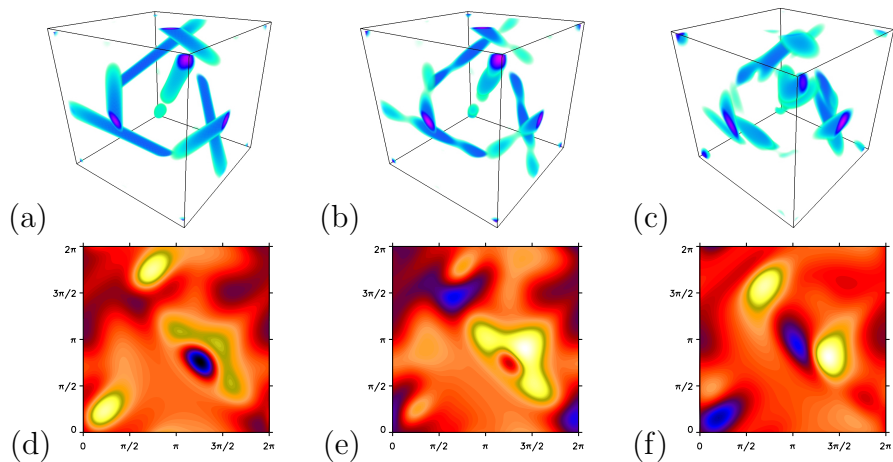 (a) (b) (c)
2π 2π 2π
3π/2 3π/2 3π/2
π π π
π/2 π/2 π/2
(d) 0 (e) 0 (f) 0
0 π/2 π 3π/2 2π 0 π/2 π 3π/2 2π 0 π/2 π 3π/2 2π